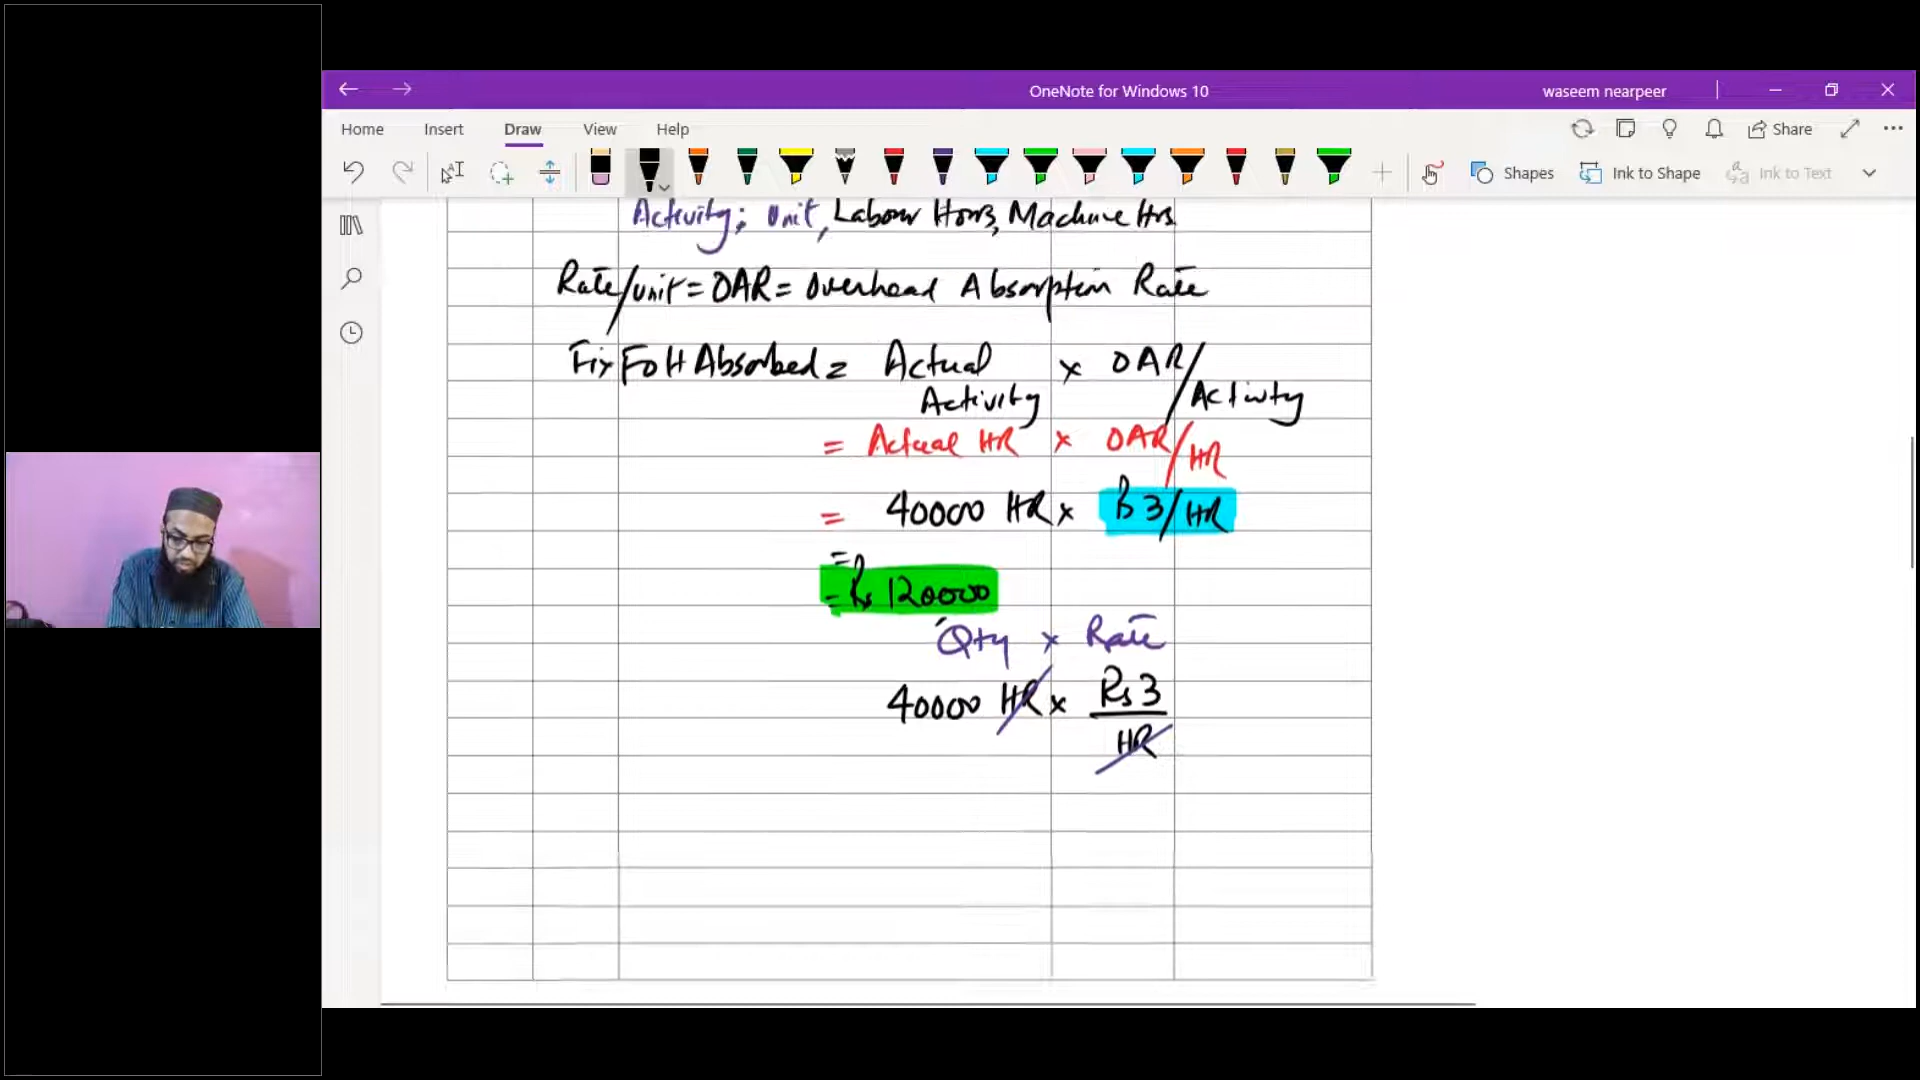 OneNote for Windows 10
waseem nearpeer
Home Insert Draw View Help
Share
Shapes Ink to Shape Ink to Text
Activity; Unit, Labour Hours, Machine Hrs
Rate/unit = OAR = Overhead Absorption Rate
Fix FOH Absorbed = Actual Activity x OAR/Activity
= Actual HR x OAR/HR
= 40000 HR x Rs 3/HR
=
= Rs 120000
Qty x Rate
40000 HR x Rs 3
HR